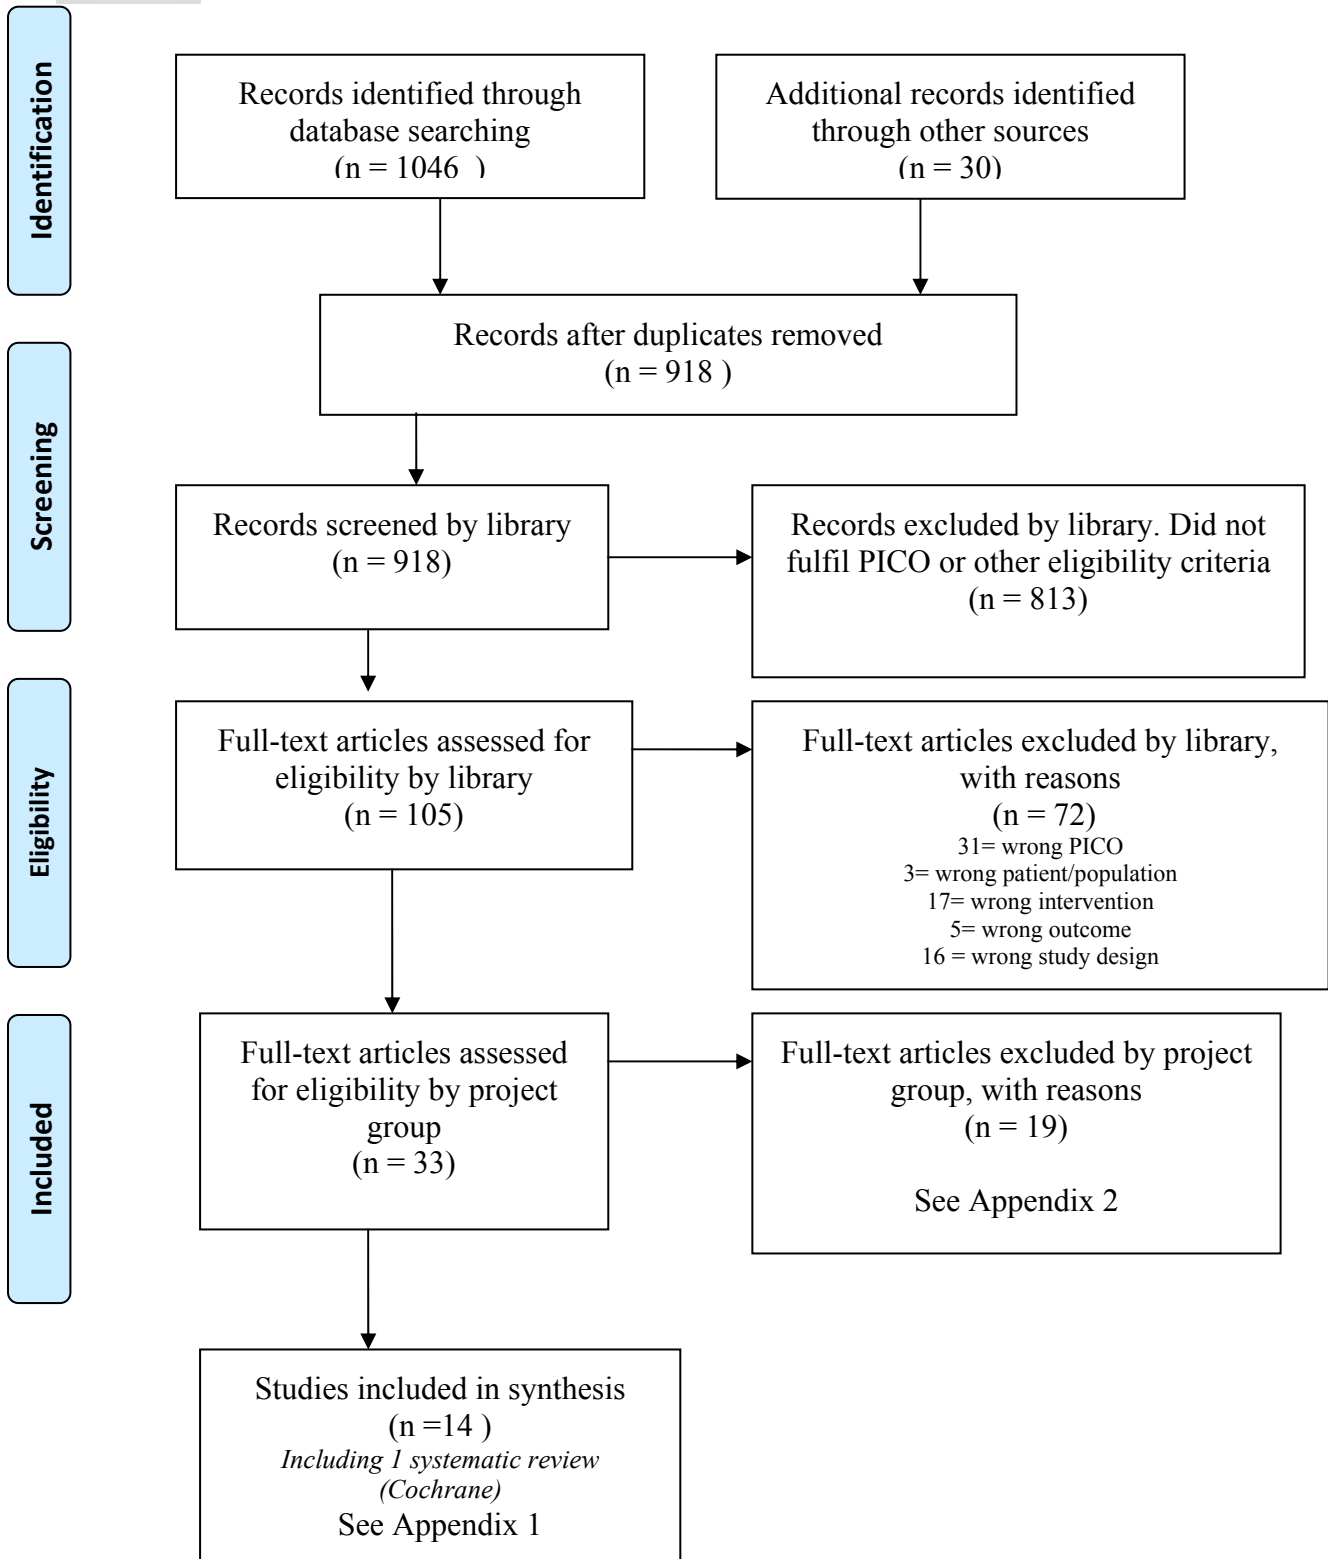 Identification
Records identified through
database searching
(n = 1046  )
Additional records identified
through other sources
(n = 30)
Records after duplicates removed
(n = 918 )
Screening
Records screened by library
(n = 918)
Records excluded by library. Did not
fulfil PICO or other eligibility criteria
(n = 813)
Eligibility
Full-text articles assessed for
eligibility by library
(n = 105)
Full-text articles excluded by library,
with reasons
(n = 72)
31= wrong PICO
3= wrong patient/population
17= wrong intervention
5= wrong outcome
16 = wrong study design
Included
Full-text articles assessed
for eligibility by project
group
(n = 33)
Full-text articles excluded by project
group, with reasons
(n = 19)
See Appendix 2
Studies included in synthesis
(n =14 )
Including 1 systematic review
(Cochrane)
See Appendix 1